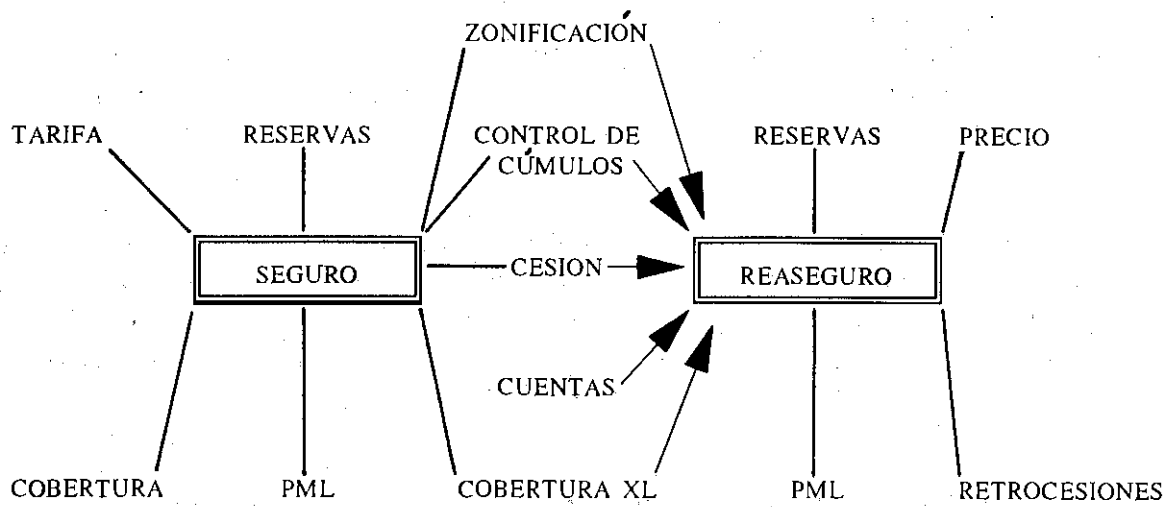 ZONIFICACIÓN
TARIFA
RESERVAS
CONTROL DE
CÚMULOS
RESERVAS
PRECIO
SEGURO
CESION
REASEGURO
CUENTAS
COBERTURA
PML
COBERTURA XL
PML
RETROCESIONES